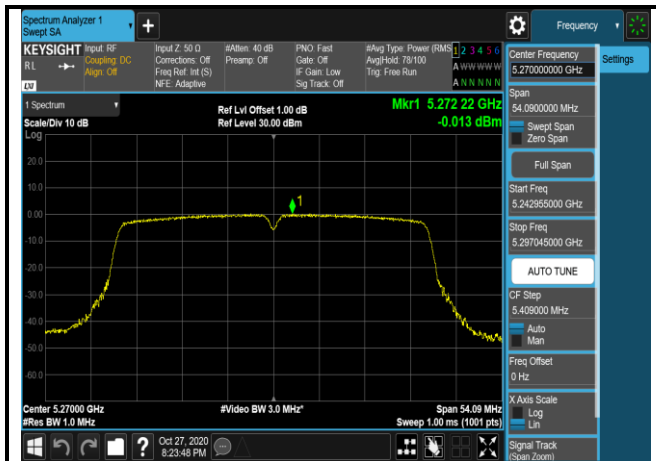 Spectrum Analyzer 1
Swept SA
Frequency
KEYSIGHT
RL
LXI
Input: RF
Coupling: DC
Align: Off
Input Z: 50 Ω
Corrections: Off
Freq Ref: Int (S)
NFE: Adaptive
#Atten: 40 dB
Preamp: Off
PNO: Fast
Gate: Off
IF Gain: Low
Sig Track: Off
#Avg Type: Power (RMS
Avg|Hold: 78/100
Trig: Free Run
1 2 3 4 5 6
A W W W W W
A N N N N N
1 Spectrum
Scale/Div 10 dB
Log
Ref Lvl Offset 1.00 dB
Ref Level 30.00 dBm
Mkr1 5.272 22 GHz
-0.013 dBm
20.0
10.0
0.00
-10.0
-20.0
-30.0
-40.0
-50.0
-60.0
1
Center 5.27000 GHz
#Res BW 1.0 MHz
#Video BW 3.0 MHz*
Span 54.09 MHz
Sweep 1.00 ms (1001 pts)
Center Frequency
5.270000000 GHz
Span
54.0900000 MHz
Swept Span
Zero Span
Full Span
Start Freq
5.242955000 GHz
Stop Freq
5.297045000 GHz
AUTO TUNE
CF Step
5.409000 MHz
Auto
Man
Freq Offset
0 Hz
X Axis Scale
Log
Lin
Signal Track
(Span Zoom)
Settings
Oct 27, 2020
8:23:48 PM